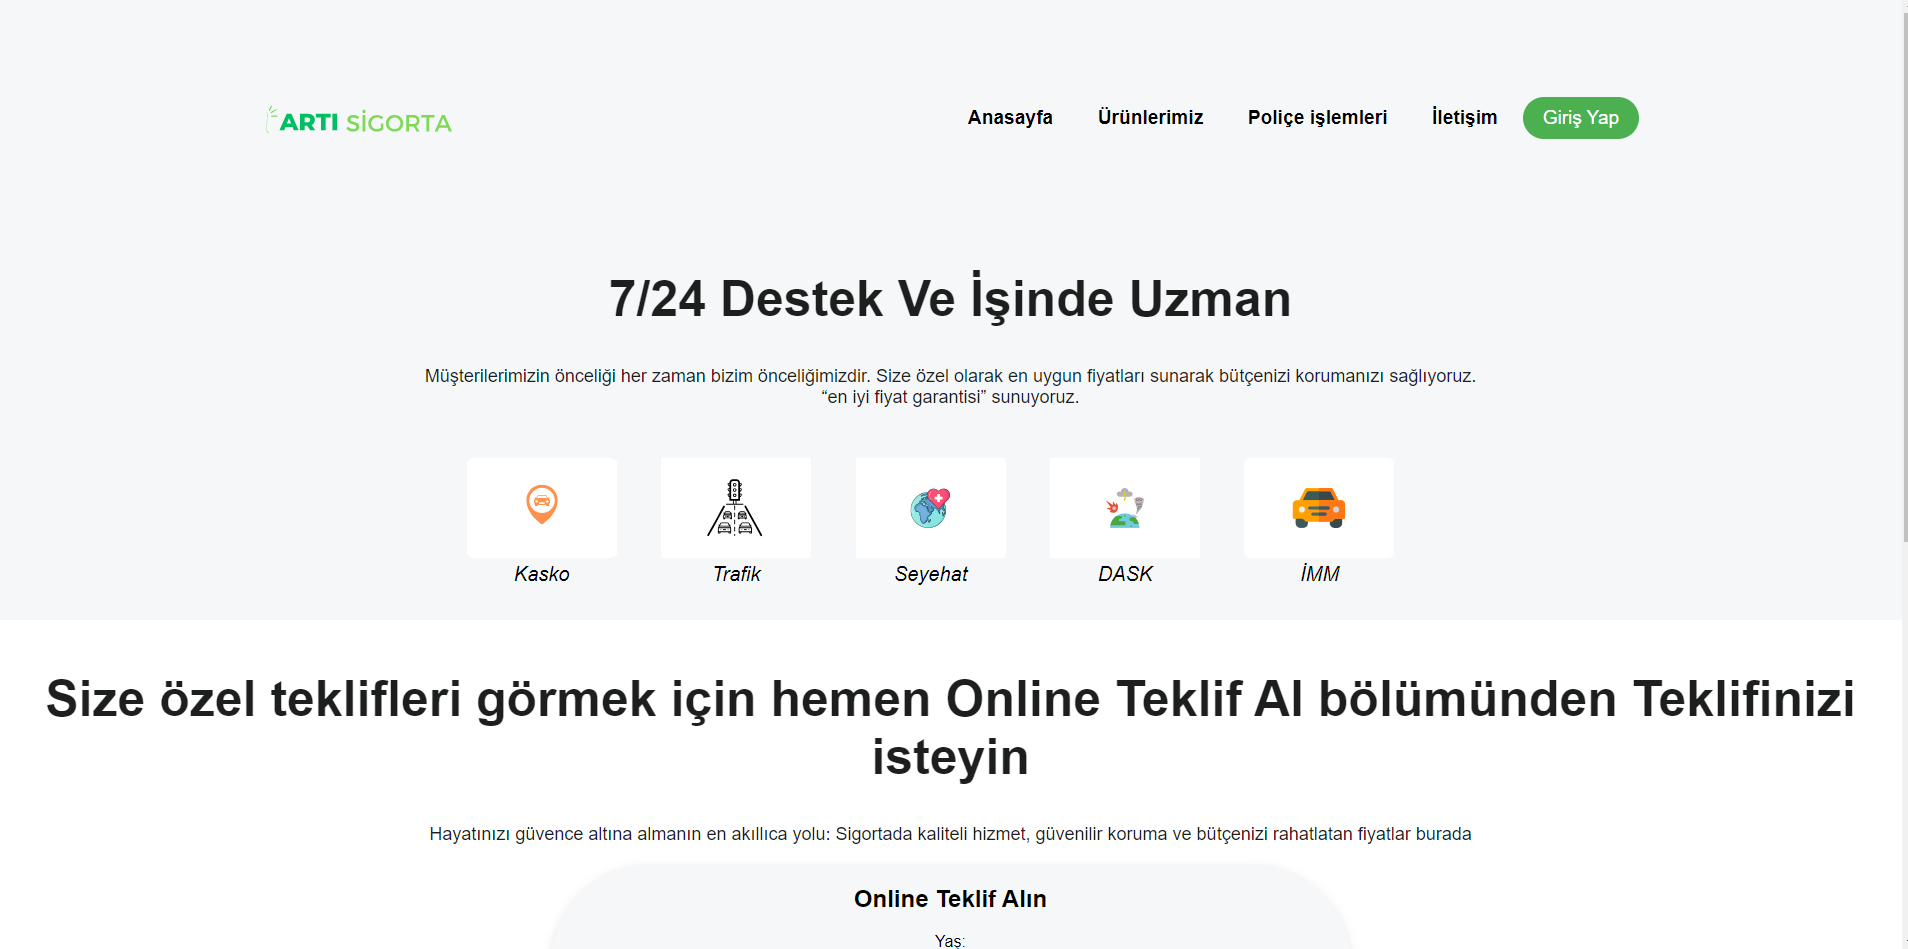 ARTI SİGORTA
Anasayfa
Ürünlerimiz
Poliçe işlemleri
İletişim
Giriş Yap
7/24 Destek Ve İşinde Uzman
Müşterilerimizin önceliği her zaman bizim önceliğimizdir. Size özel olarak en uygun fiyatları sunarak bütçenizi korumanızı sağlıyoruz.
“en iyi fiyat garantisi” sunuyoruz.
Kasko
Trafik
Seyehat
DASK
İMM
Size özel teklifleri görmek için hemen Online Teklif Al bölümünden Teklifinizi
isteyin
Hayatınızı güvence altına almanın en akıllıca yolu: Sigortada kaliteli hizmet, güvenilir koruma ve bütçenizi rahatlatan fiyatlar burada
Online Teklif Alın
Yaş: